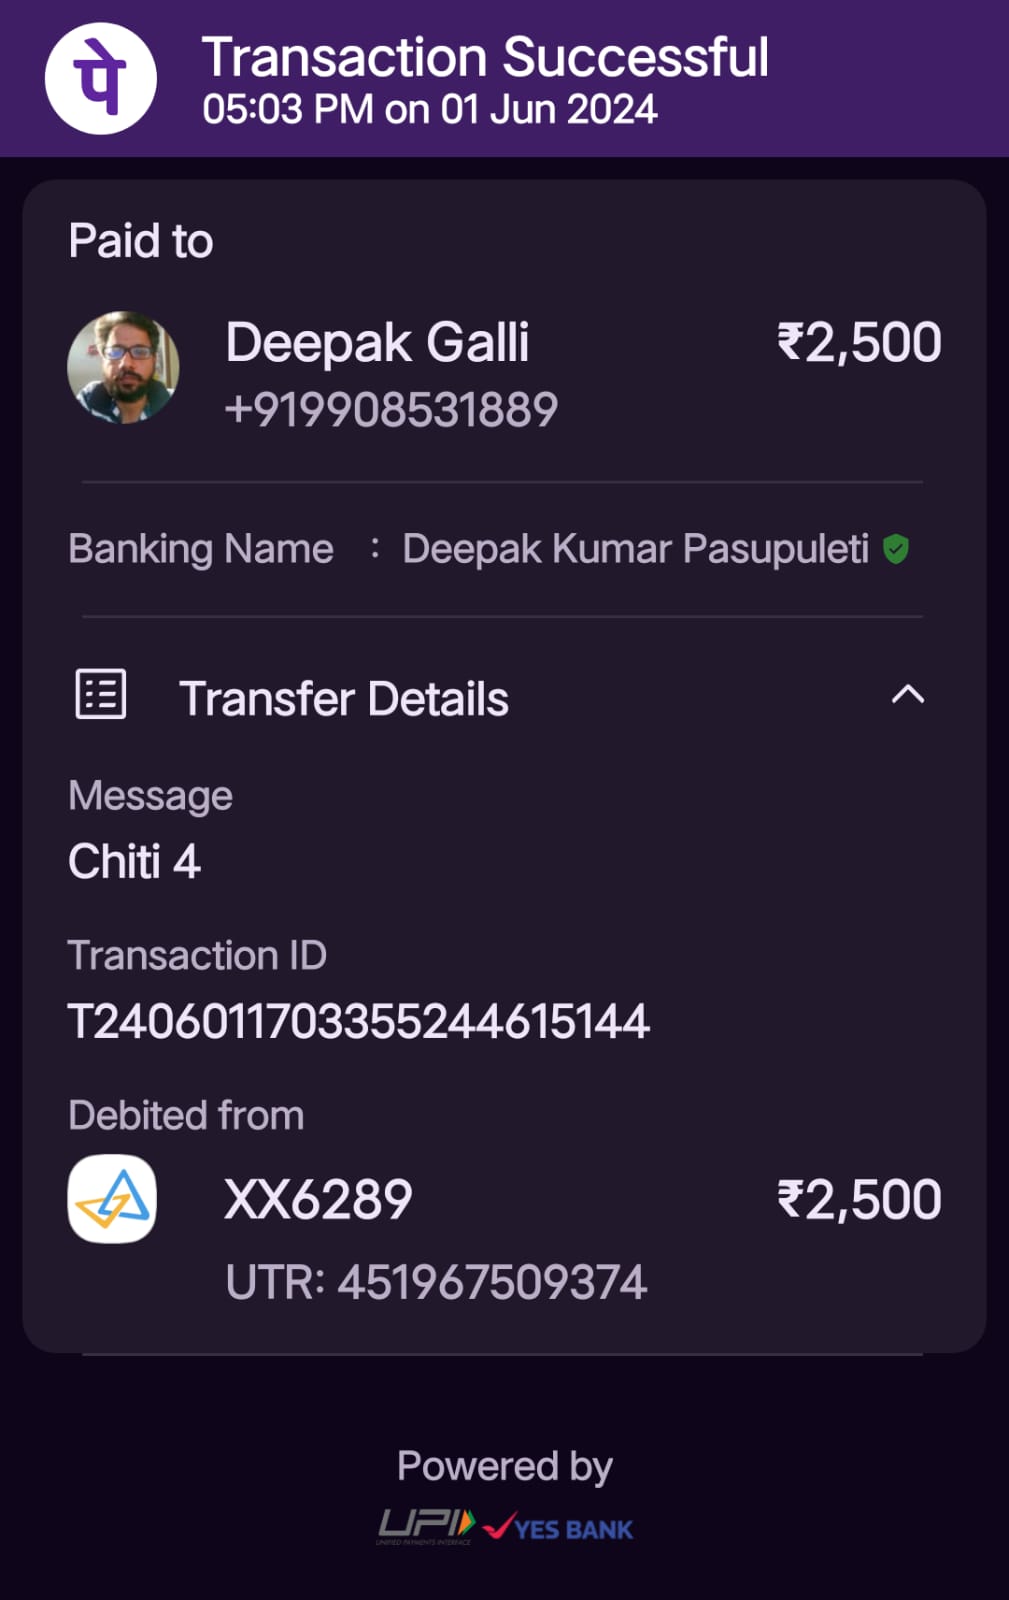 पे
Transaction Successful
05:03 PM on 01 Jun 2024
Paid to
Deepak Galli
₹2,500
+919908531889
Banking Name : Deepak Kumar Pasupuleti
Transfer Details
Message
Chiti 4
Transaction ID
T2406011703355244615144
Debited from
XX6289
₹2,500
UTR: 451967509374
Powered by
UPI
UNIFIED PAYMENTS INTERFACE
YES BANK